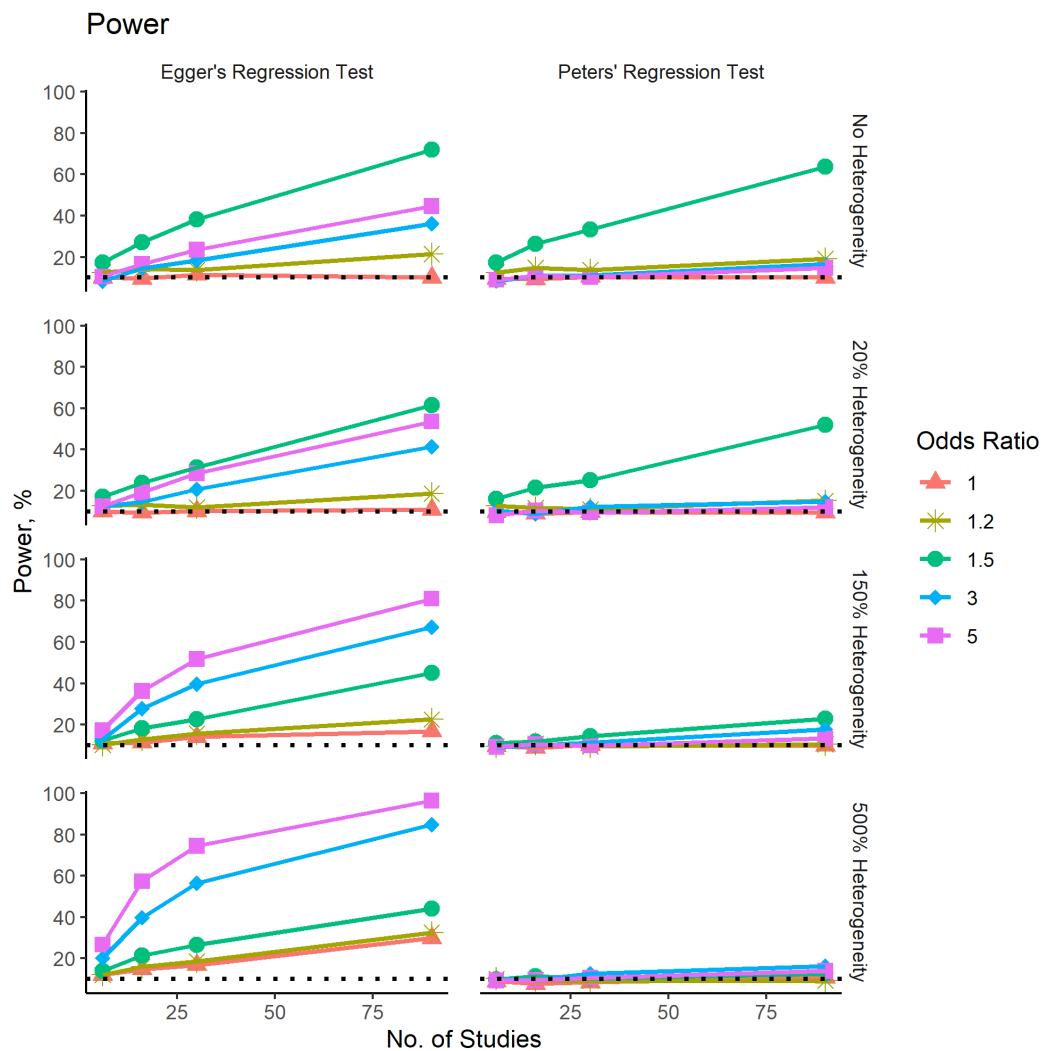 Power
Egger's Regression Test
Peters' Regression Test
100
80
60
40
20
No Heterogeneity
100
80
60
40
20
20% Heterogeneity
100
80
60
40
20
150% Heterogeneity
100
80
60
40
20
500% Heterogeneity
Power, %
25
75
25
75
No. of Studies
Odds Ratio
1
1.2
1.5
3
5